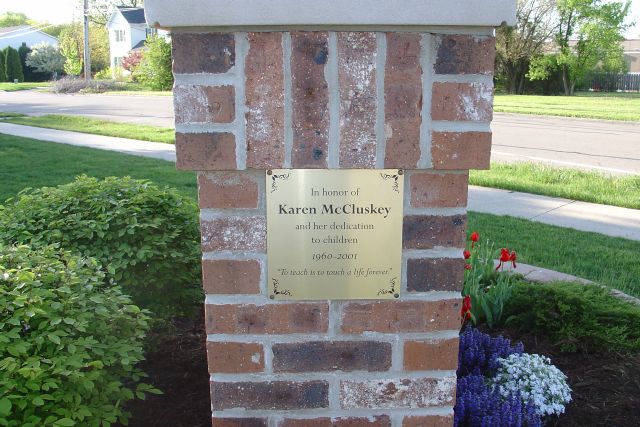 In honor of
Karen McCluskey
and her dedication
to children
1960-2001
"To teach is to touch a life forever."